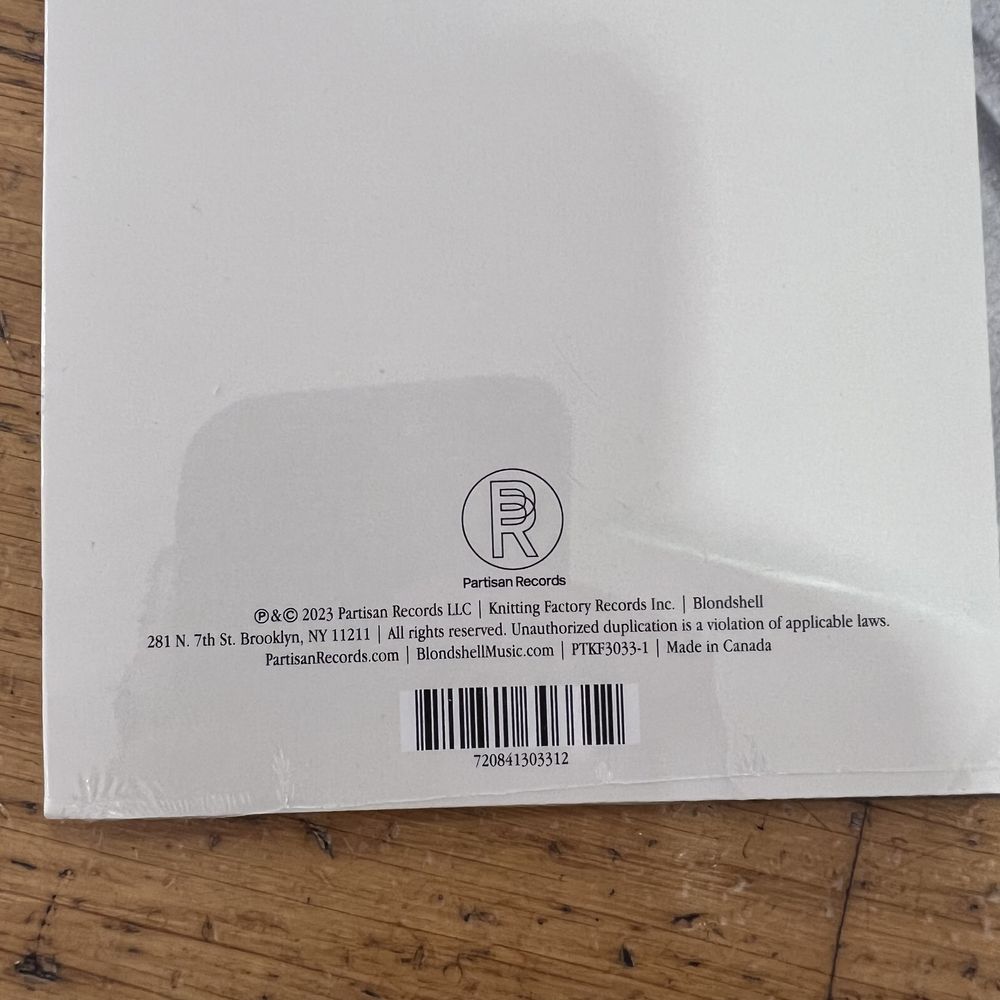 PR
Partisan Records
℗&© 2023 Partisan Records LLC | Knitting Factory Records Inc. | Blondshell
281 N. 7th St. Brooklyn, NY 11211 | All rights reserved. Unauthorized duplication is a violation of applicable laws.
PartisanRecords.com | BlondshellMusic.com | PTKF3033-1 | Made in Canada
720841303312